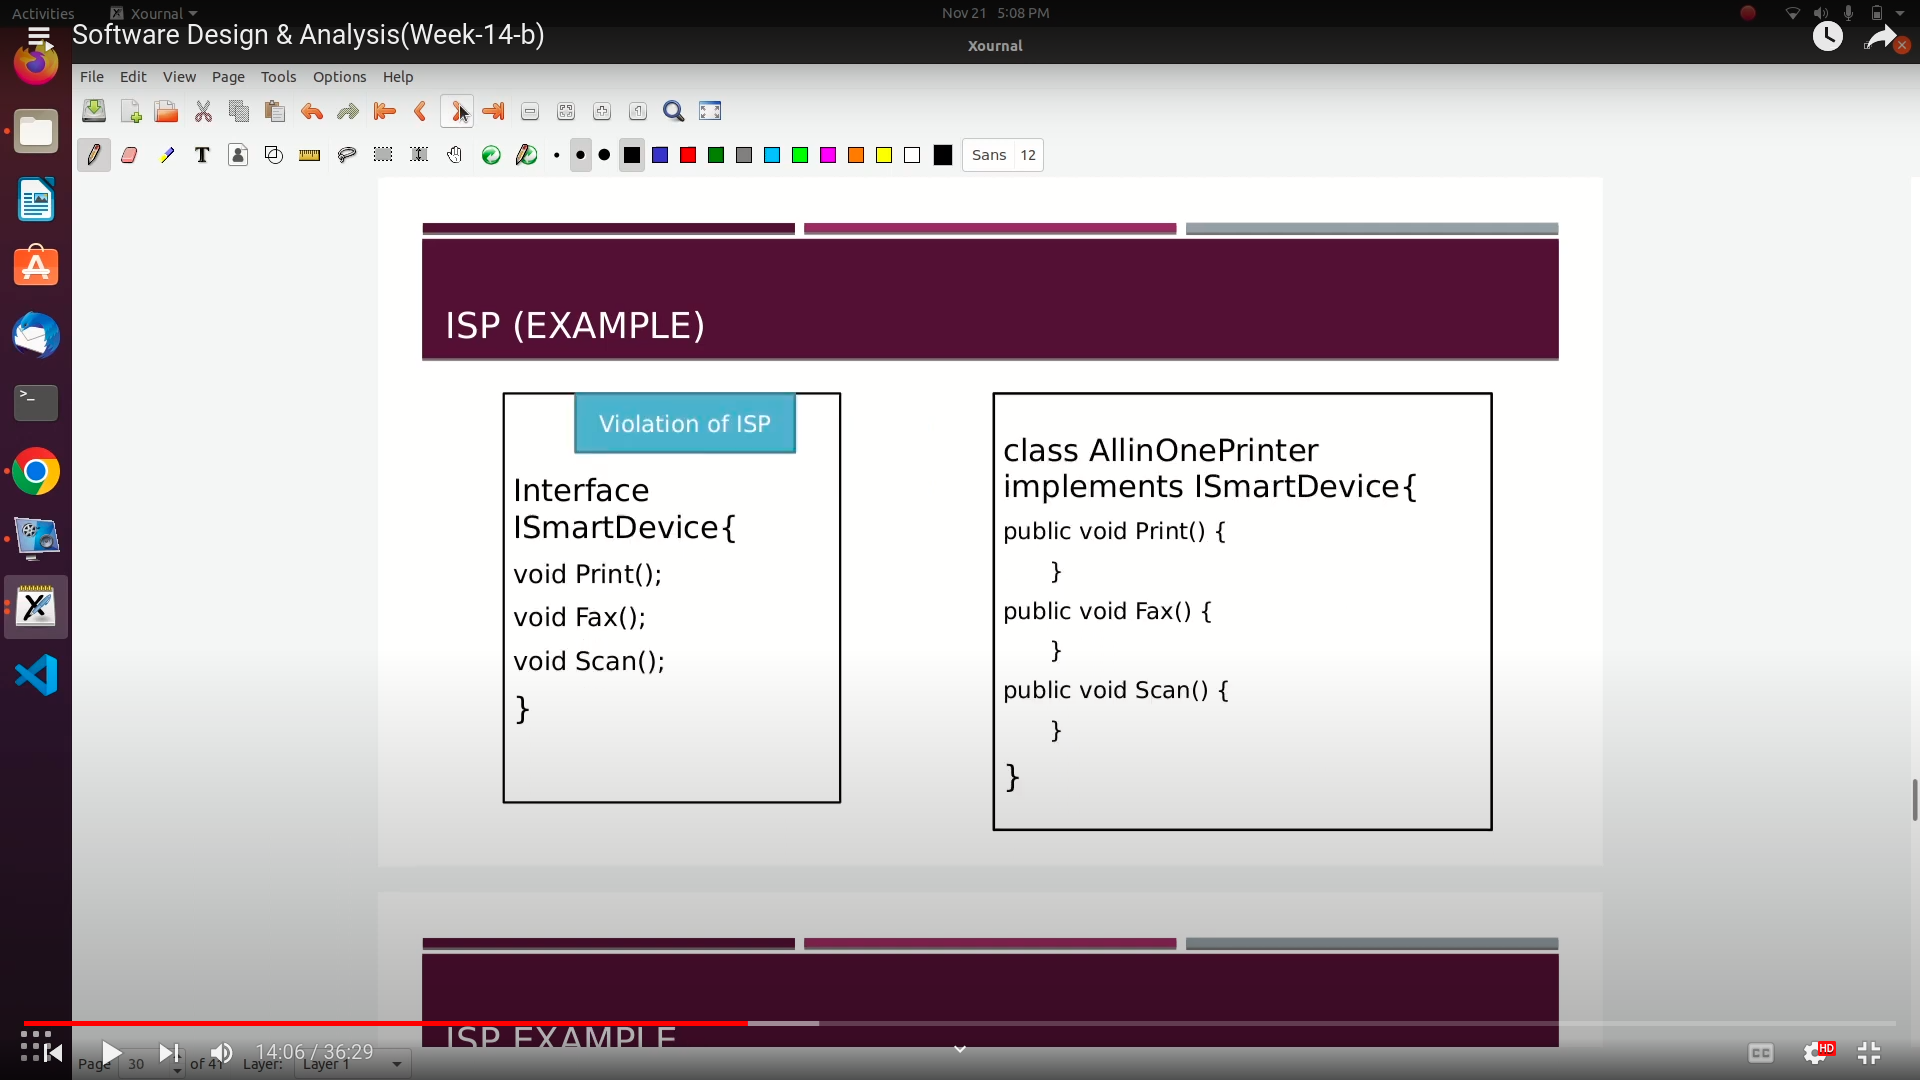 Activities
Xournal
Nov 21 5:08 PM
Software Design & Analysis(Week-14-b)
Xournal
File Edit View Page Tools Options Help
Sans 12
ISP (EXAMPLE)
Violation of ISP
Interface
ISmartDevice{
void Print();
void Fax();
void Scan();
}
class AllinOnePrinter
implements ISmartDevice{
public void Print() {
}
public void Fax() {
}
public void Scan() {
}
}
ISP EXAMPLE
14:06 / 36:29
CC
HD
Page 30 of 41 Layer: Layer 1